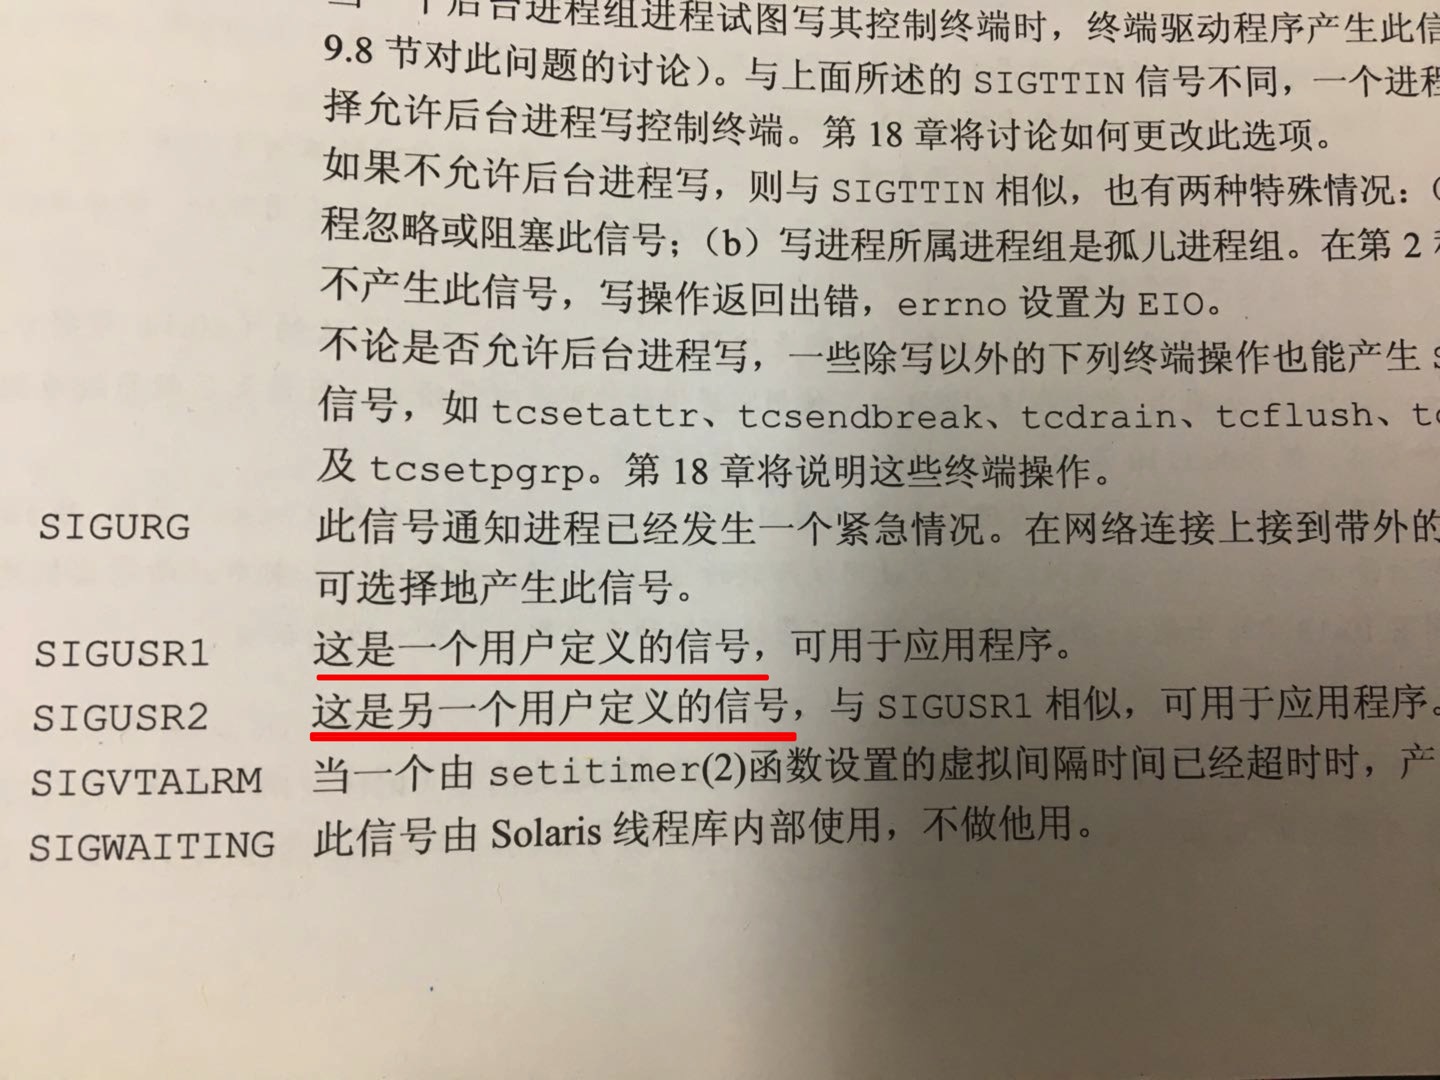 当一个后台进程组进程试图写其控制终端时，终端驱动程序产生此信
9.8 节对此问题的讨论）。与上面所述的 SIGTTIN 信号不同，一个进程
择允许后台进程写控制终端。第 18 章将讨论如何更改此选项。
如果不允许后台进程写，则与 SIGTTIN 相似，也有两种特殊情况：（
程忽略或阻塞此信号；（b）写进程所属进程组是孤儿进程组。在第 2
不产生此信号，写操作返回出错，errno 设置为 EIO。
不论是否允许后台进程写，一些除写以外的下列终端操作也能产生 S
信号，如 tcsetattr、tcsendbreak、tcdrain、tcflush、tc
及 tcsetpgrp。第 18 章将说明这些终端操作。
SIGURG 此信号通知进程已经发生一个紧急情况。在网络连接上接到带外的
可选择地产生此信号。
SIGUSR1 这是一个用户定义的信号，可用于应用程序。
SIGUSR2 这是另一个用户定义的信号，与 SIGUSR1 相似，可用于应用程序。
SIGVTALRM 当一个由 setitimer(2)函数设置的虚拟间隔时间已经超时时，产
SIGWAITING 此信号由 Solaris 线程库内部使用，不做他用。